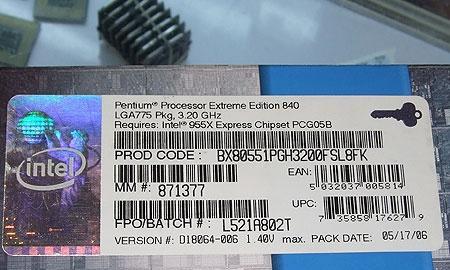 Pentium® Processor Extreme Edition 840
LGA775 Pkg, 3.20 GHz
Requires: Intel® 955X Express Chipset PCG05B
PROD CODE: BX80551PGH3200FSL8FK
EAN:
5 032037 005814
MM #: 871377
UPC:
7 35858 17627 9
FPO/BATCH #: L521A802T
VERSION #: D18064-006 1.40V max. PACK DATE: 05/17/06
intel